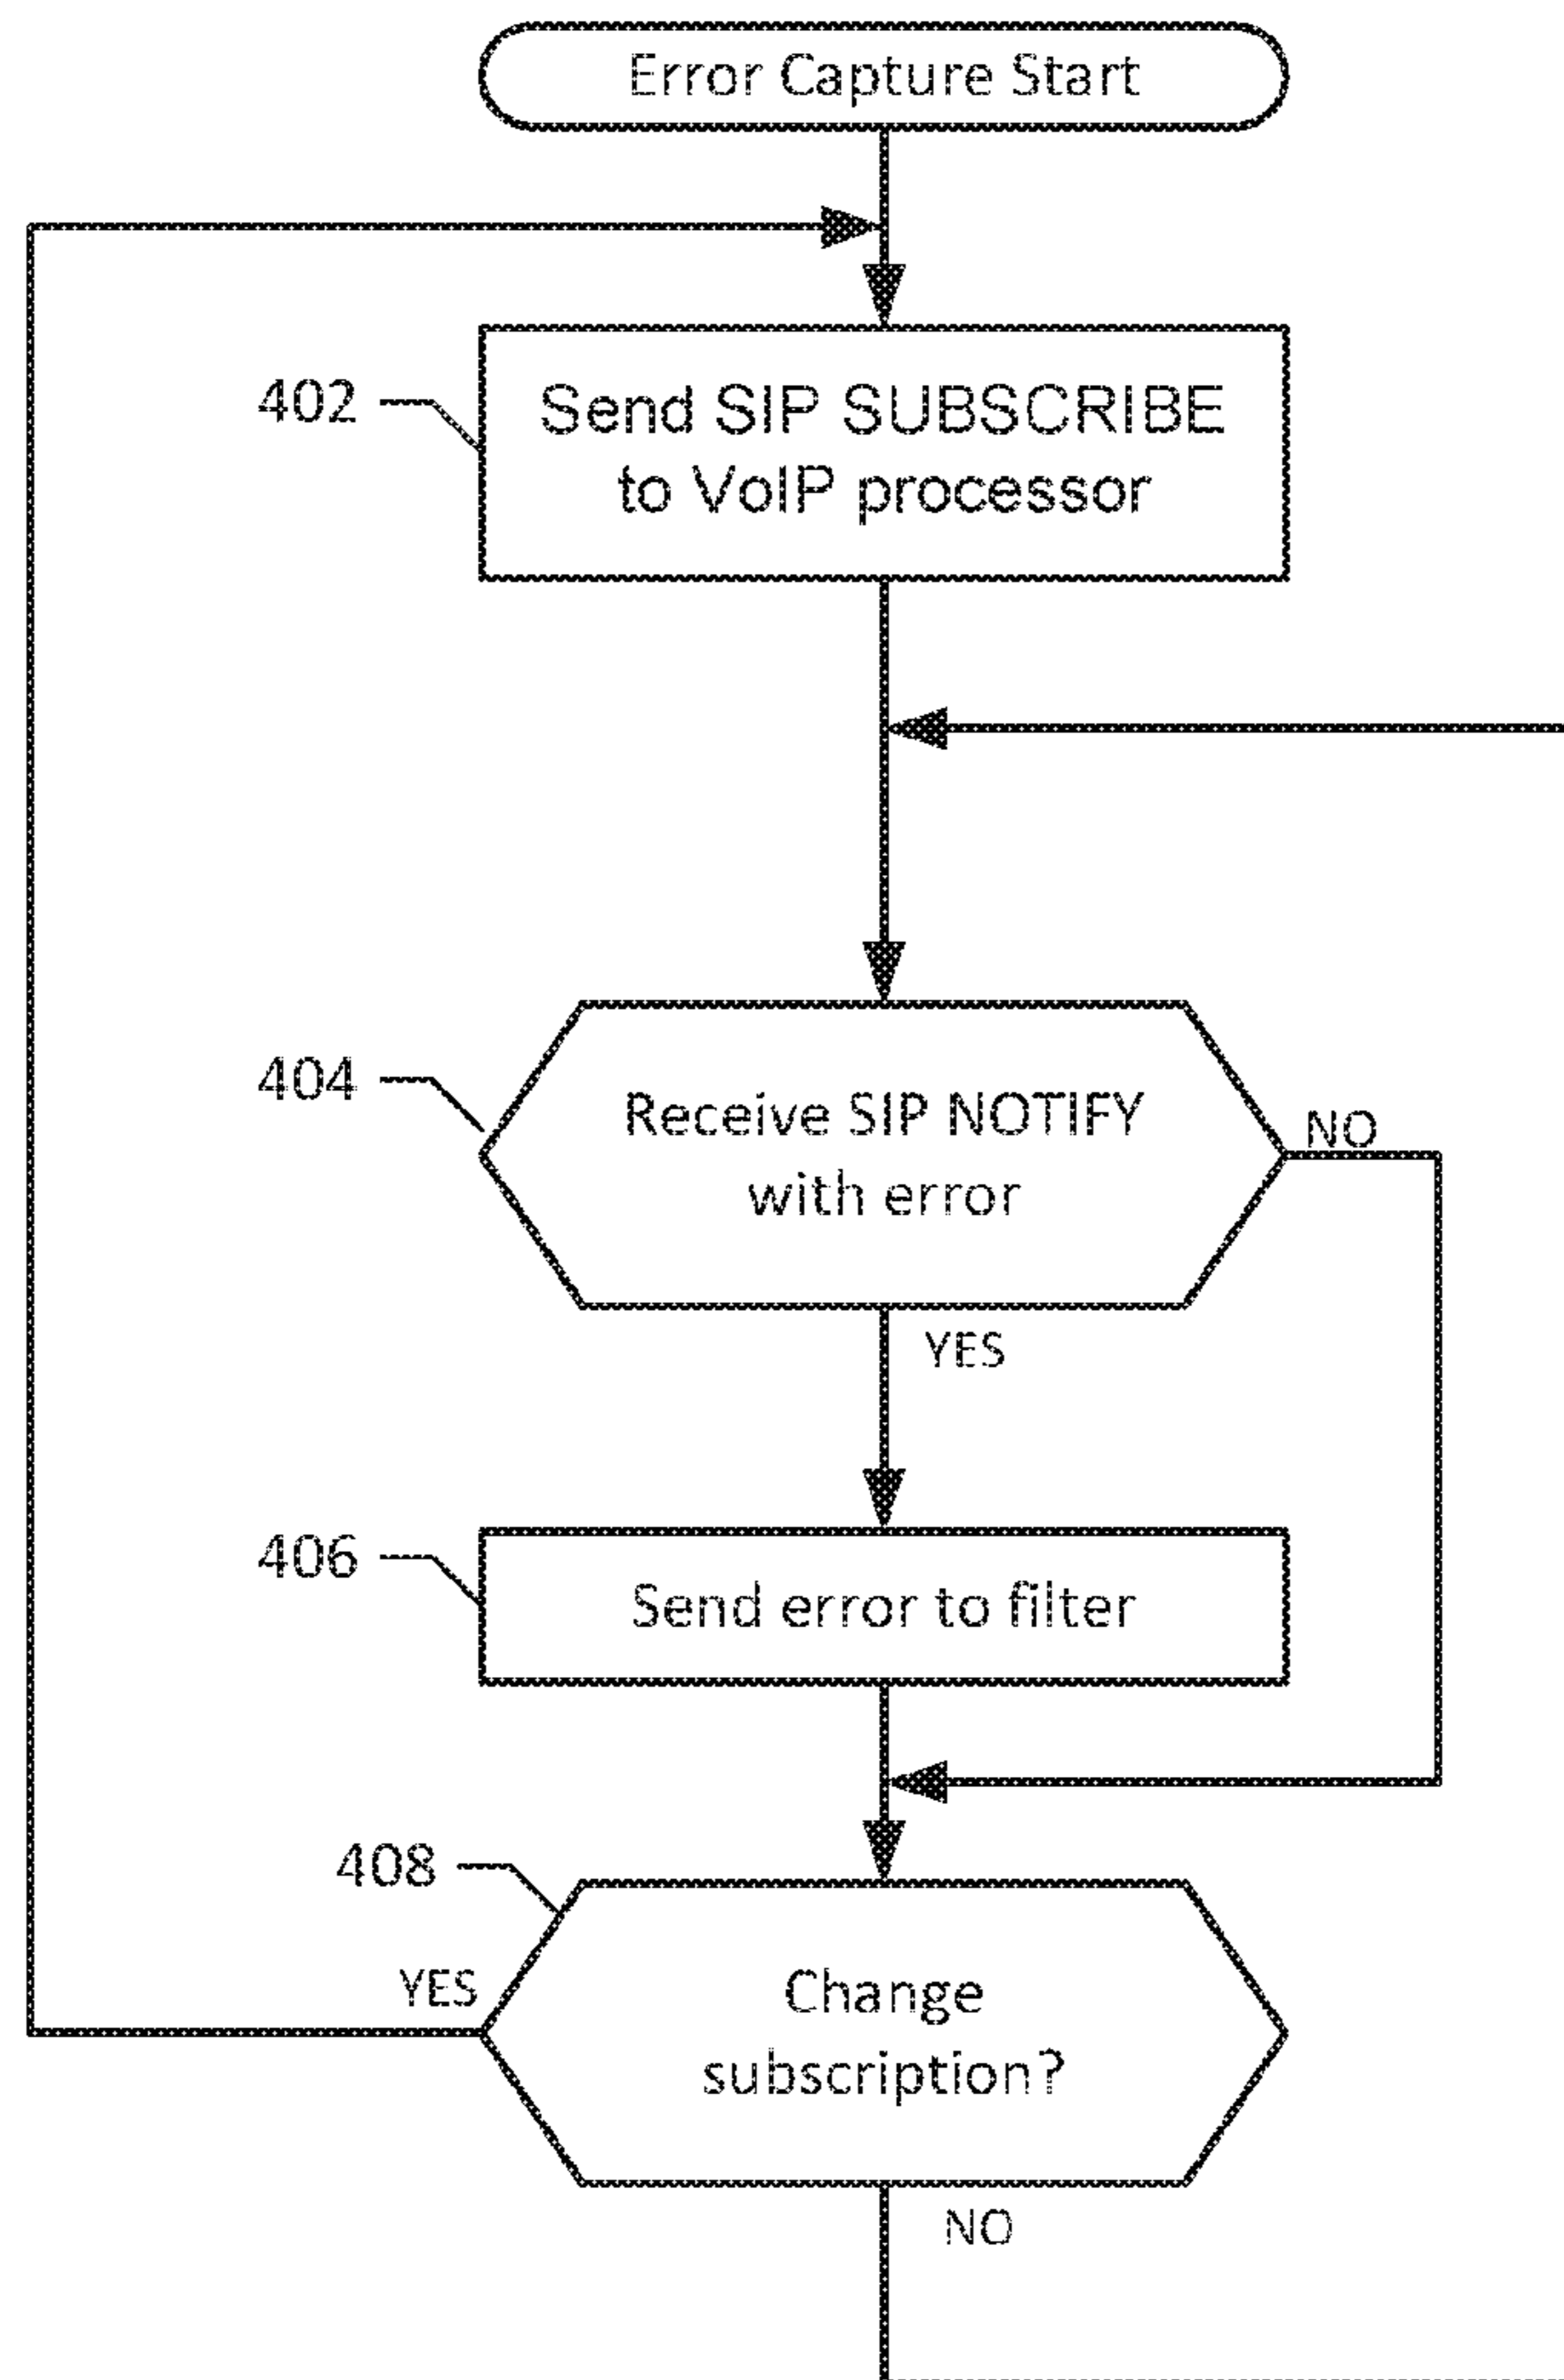 Error Capture Start
402
Send SIP SUBSCRIBE
to VoIP processor
404
Receive SIP NOTIFY
with error
NO
YES
406
Send error to filter
408
YES
Change
subscription?
NO